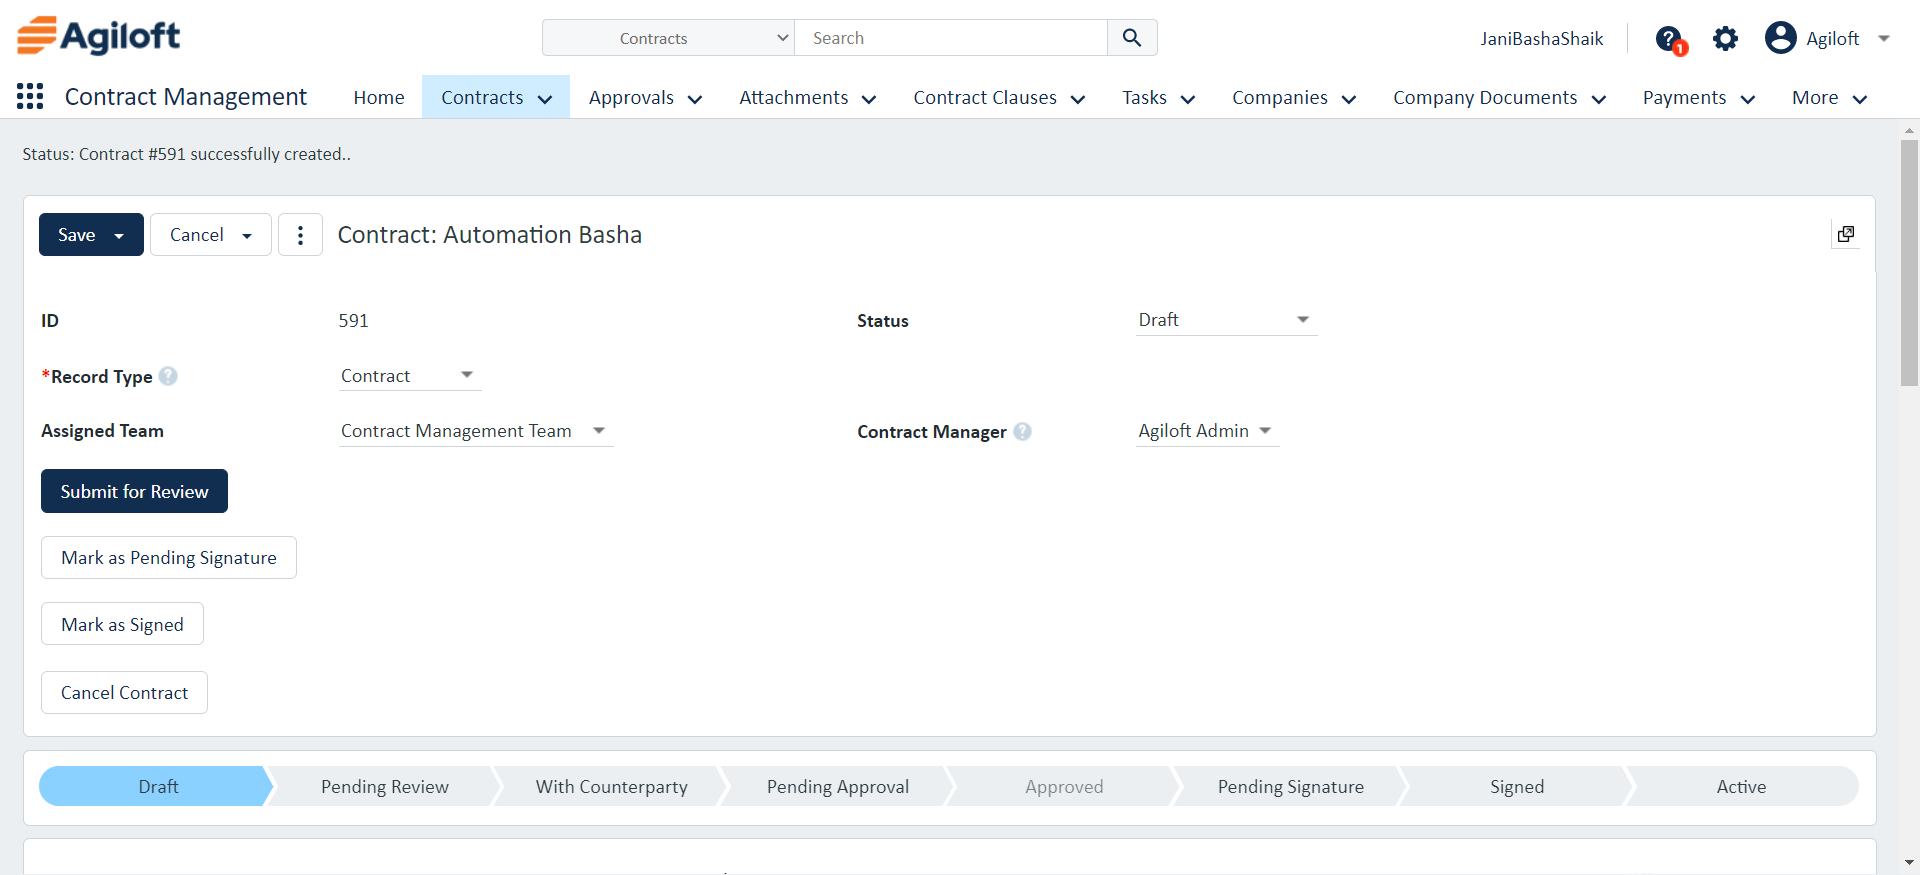 Agiloft
Contracts Search JaniBashaShaik ? 1 Agiloft
Contract Management Home Contracts Approvals Attachments Contract Clauses Tasks Companies Company Documents Payments More
Status: Contract #591 successfully created..
Save Cancel Contract: Automation Basha
ID 591 Status Draft
*Record Type ? Contract
Assigned Team Contract Management Team Contract Manager ? Agiloft Admin
Submit for Review
Mark as Pending Signature
Mark as Signed
Cancel Contract
Draft Pending Review With Counterparty Pending Approval Approved Pending Signature Signed Active